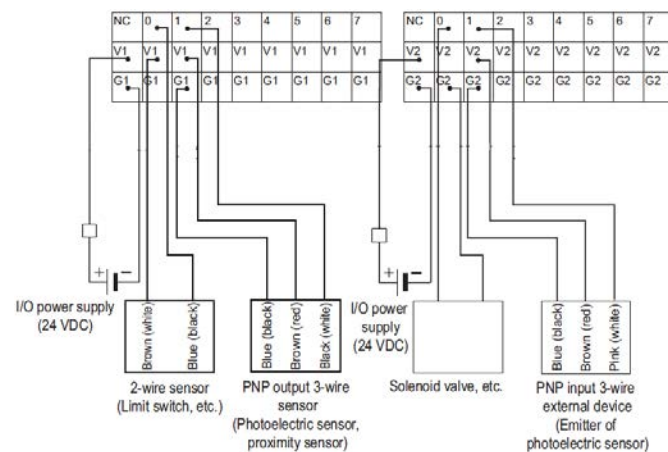 NC 0 1 2 3 4 5 6 7
V1 V1 V1 V1 V1 V1 V1 V1 V1
G1 G1 G1 G1 G1 G1 G1 G1 G1
NC 0 1 2 3 4 5 6 7
V2 V2 V2 V2 V2 V2 V2 V2 V2
G2 G2 G2 G2 G2 G2 G2 G2 G2
+ −
I/O power supply
(24 VDC)
Brown (white)
Blue (black)
2-wire sensor
(Limit switch, etc.)
Blue (black)
Brown (red)
Black (white)
PNP output 3-wire
sensor
(Photoelectric sensor,
proximity sensor)
+ −
I/O power
supply
(24 VDC)
Solenoid valve, etc.
Blue (black)
Brown (red)
Pink (white)
PNP input 3-wire
external device
(Emitter of
photoelectric sensor)